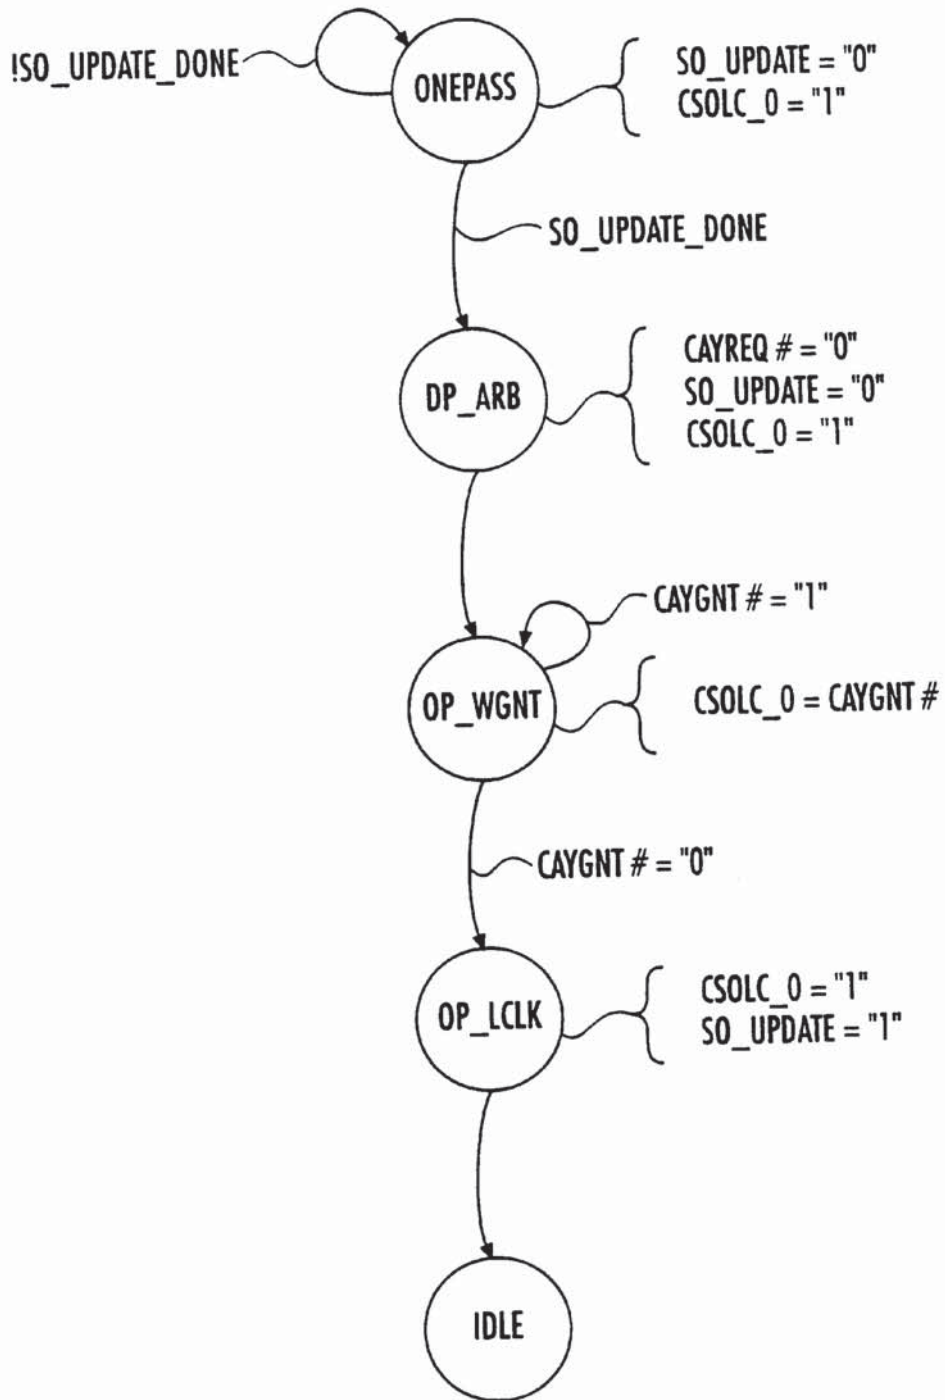 !SO_UPDATE_DONE
ONEPASS
SO_UPDATE = "0"
CSOLC_0 = "1"
SO_UPDATE_DONE
DP_ARB
CAYREQ # = "0"
SO_UPDATE = "0"
CSOLC_0 = "1"
CAYGNT # = "1"
OP_WGNT
CSOLC_0 = CAYGNT #
CAYGNT # = "0"
OP_LCLK
CSOLC_0 = "1"
SO_UPDATE = "1"
IDLE